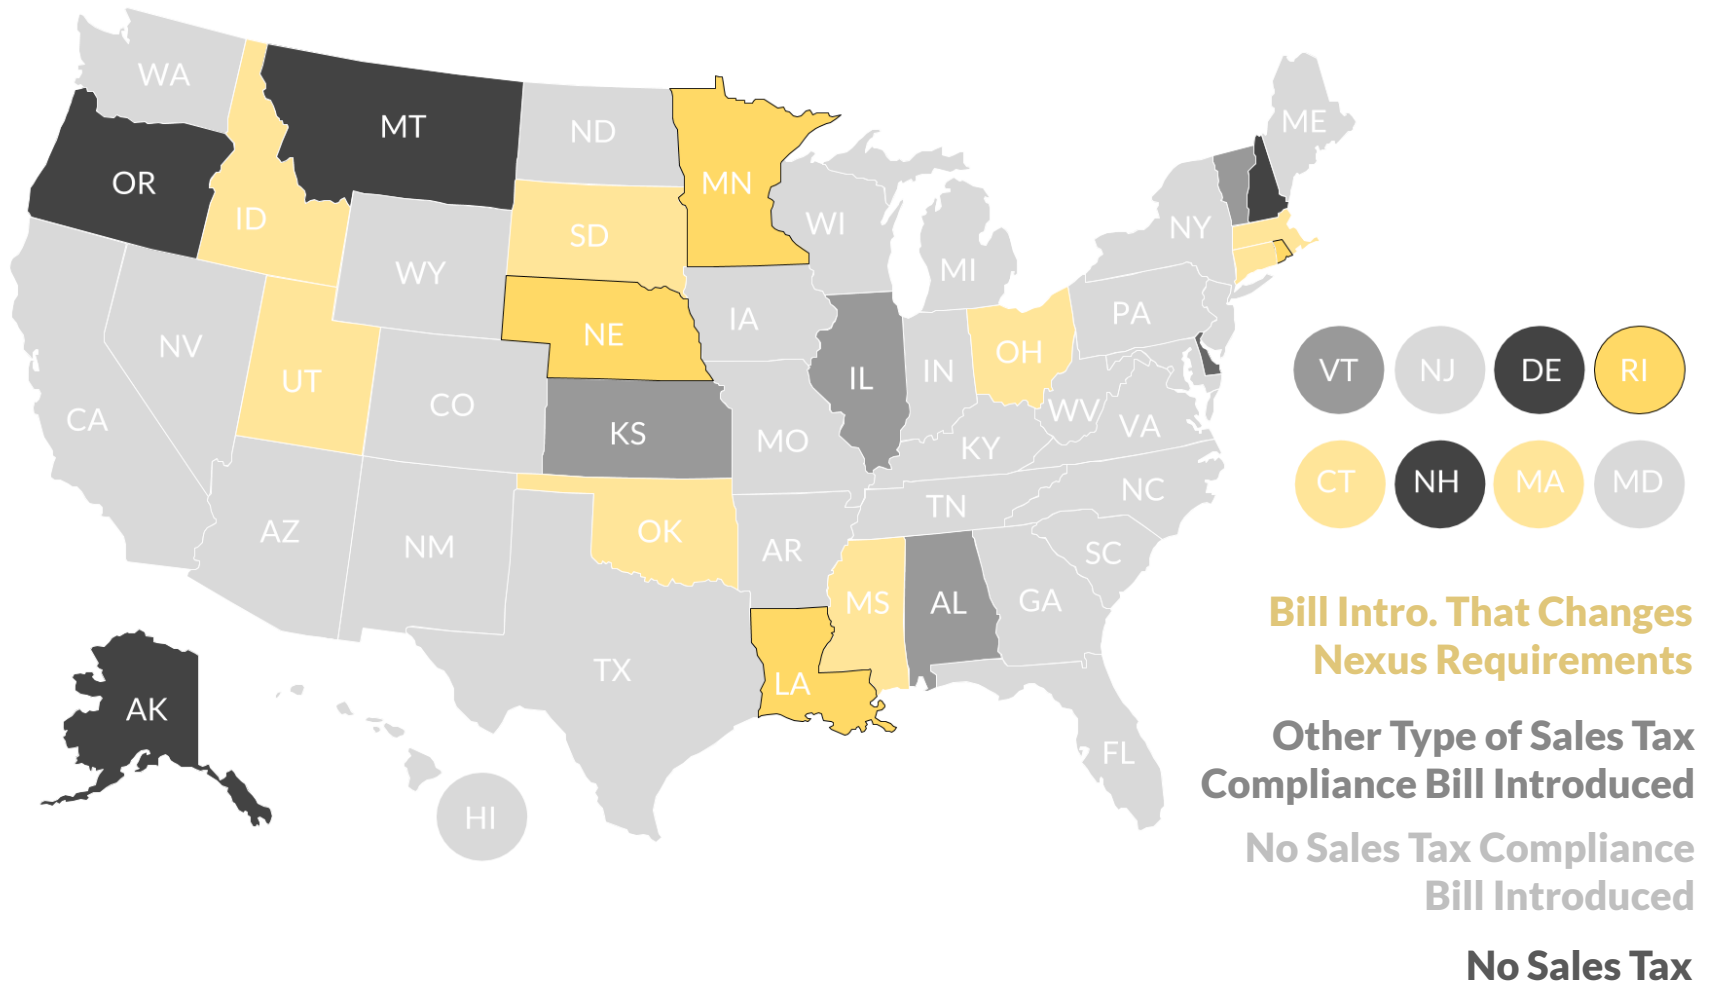 WA
MT
ND
MN
ME
OR
ID
SD
WI
NY
WY
MI
NV
NE
IA
PA
UT
CO
IL
IN
OH
VT
NJ
DE
RI
CA
KS
MO
KY
WV
VA
CT
NH
MA
MD
AZ
NM
OK
AR
TN
NC
SC
MS
AL
GA
TX
LA
AK
FL
HI
Bill Intro. That Changes
Nexus Requirements
Other Type of Sales Tax
Compliance Bill Introduced
No Sales Tax Compliance
Bill Introduced
No Sales Tax